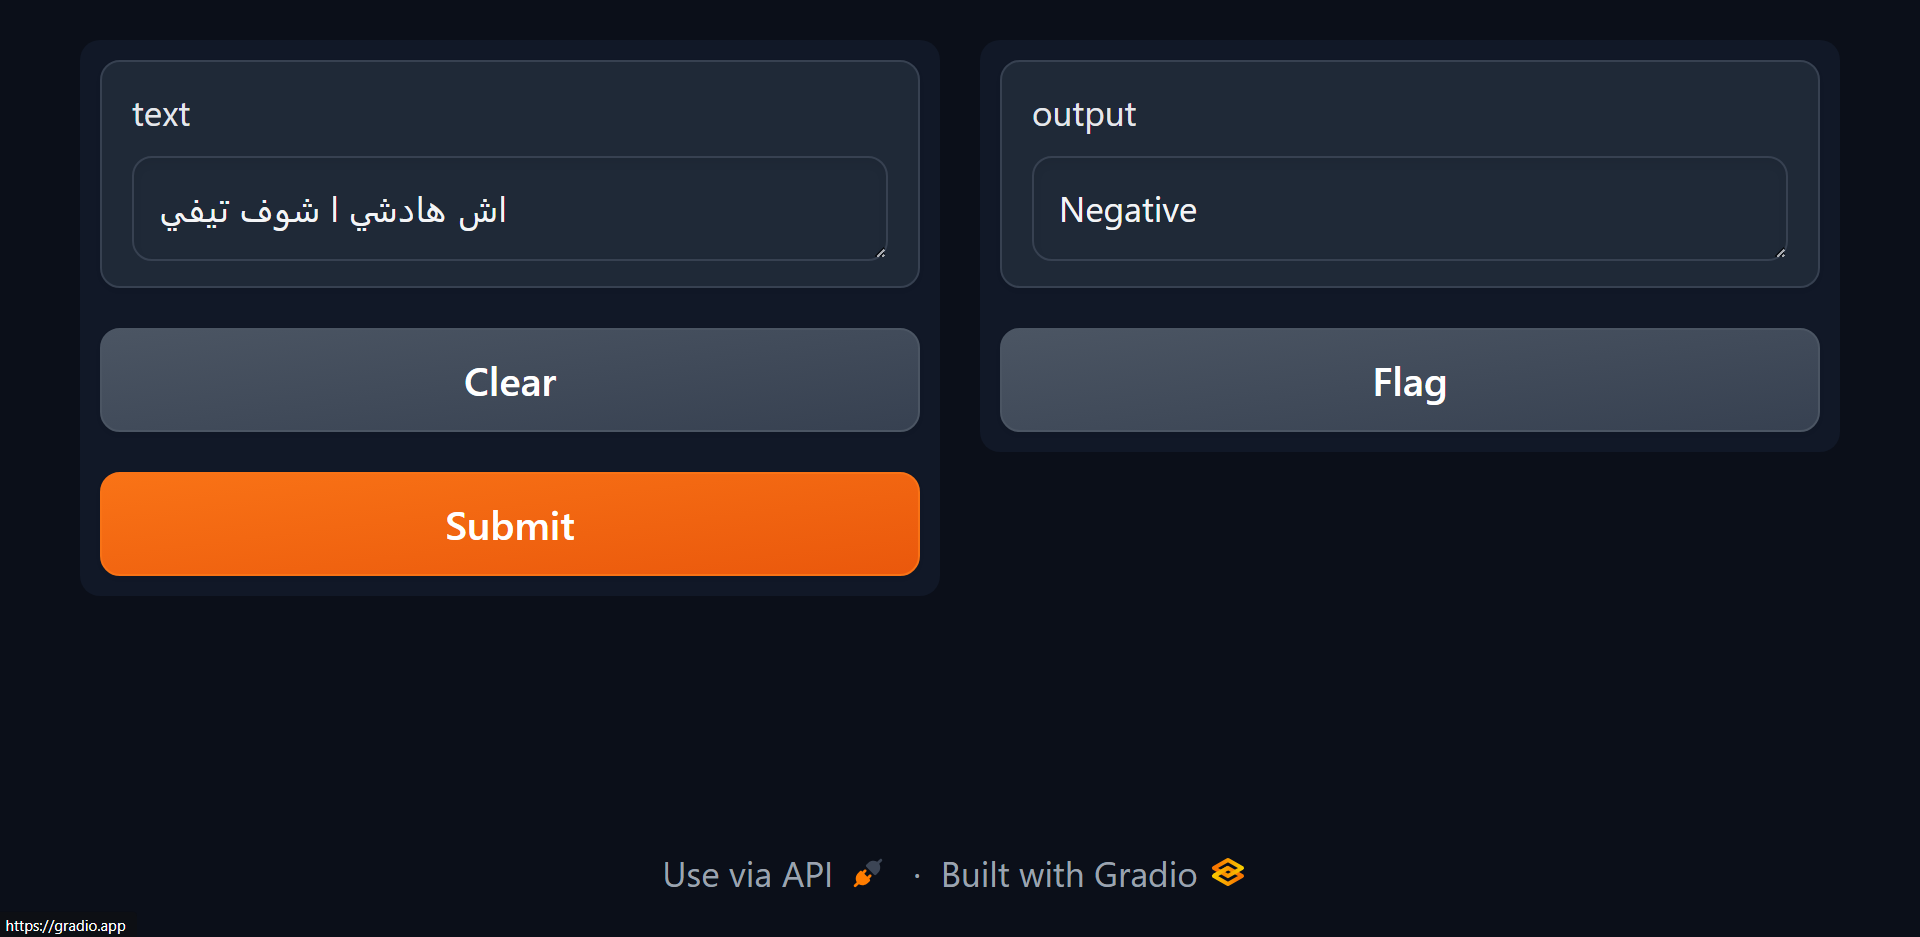 text
اش هادشي ا شوف تيفي
Clear
Submit
output
Negative
Flag
Use via API · Built with Gradio
https://gradio.app